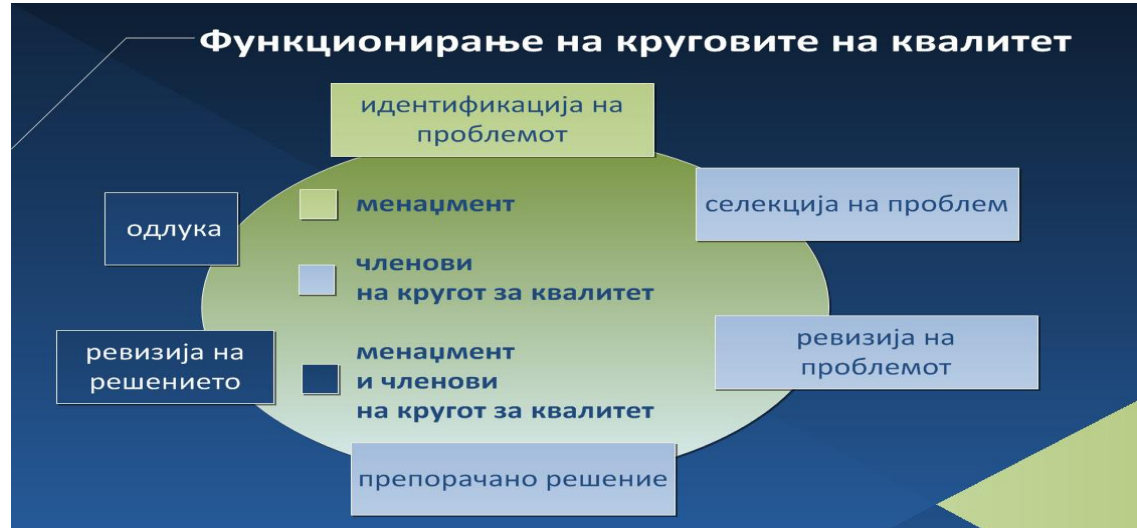 Функционирање на круговите на квалитет
идентификација на
проблемот
селекција на проблем
ревизија на
проблемот
препорачано решение
ревизија на
решението
одлука
менаџмент
членови
на кругот за квалитет
менаџмент
и членови
на кругот за квалитет